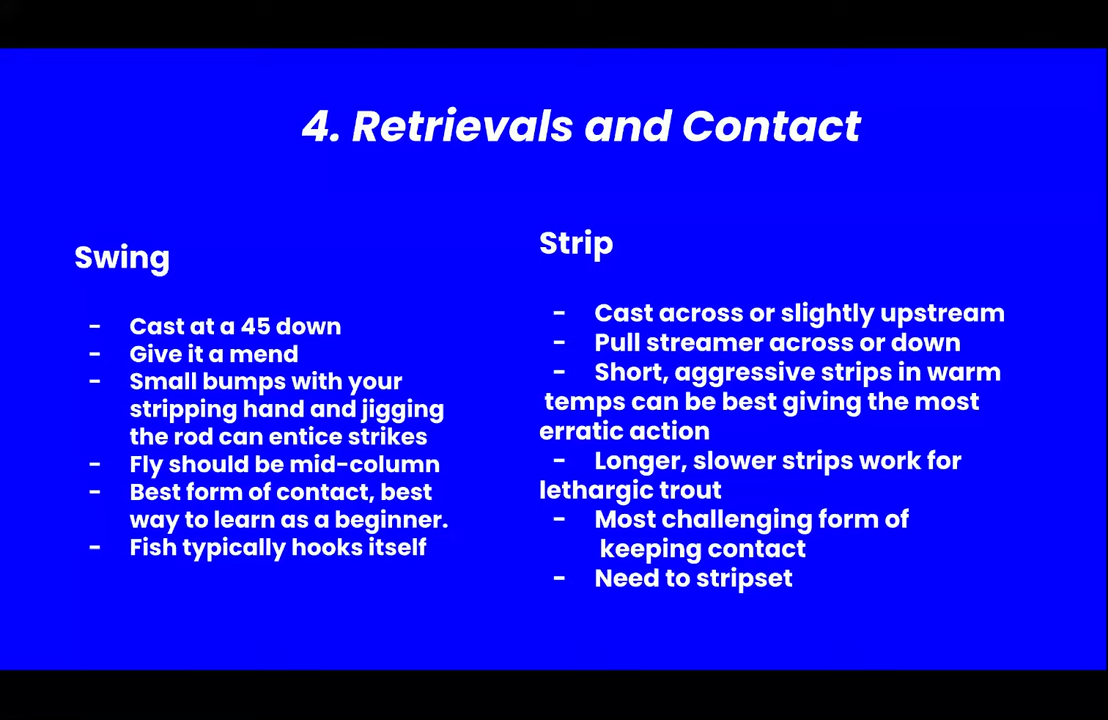 4. Retrievals and Contact
Swing
- Cast at a 45 down
- Give it a mend
- Small bumps with your
stripping hand and jigging
the rod can entice strikes
- Fly should be mid-column
- Best form of contact, best
way to learn as a beginner.
- Fish typically hooks itself
Strip
- Cast across or slightly upstream
- Pull streamer across or down
- Short, aggressive strips in warm
temps can be best giving the most
erratic action
- Longer, slower strips work for
lethargic trout
- Most challenging form of
keeping contact
- Need to stripset